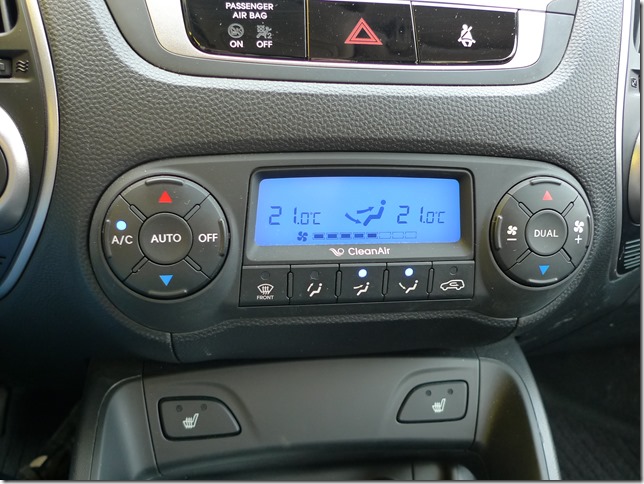 PASSENGER
AIR BAG
ON OFF
21.0°C 21.0°C
A/C AUTO OFF
DUAL
- +
CleanAir
FRONT